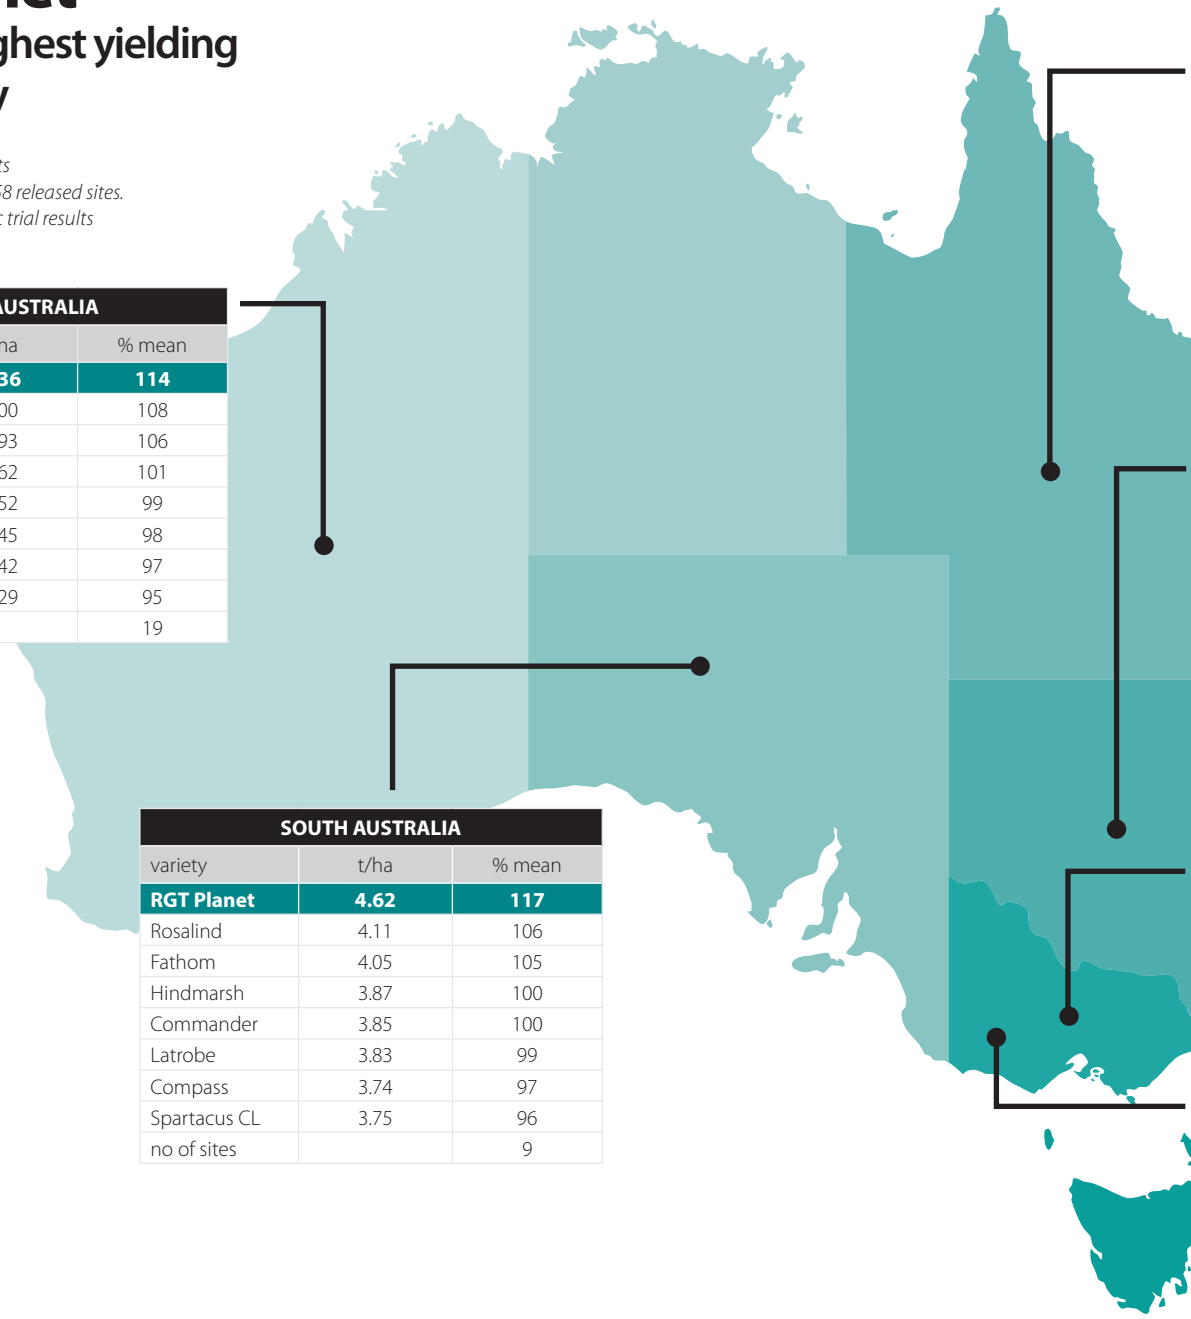 ghest yielding
y
ts
58 released sites.
c trial results
AUSTRALIA
ha % mean
36 114
00 108
93 106
62 101
52 99
45 98
42 97
29 95
19
SOUTH AUSTRALIA
variety t/ha % mean
RGT Planet 4.62 117
Rosalind 4.11 106
Fathom 4.05 105
Hindmarsh 3.87 100
Commander 3.85 100
Latrobe 3.83 99
Compass 3.74 97
Spartacus CL 3.75 96
no of sites 9